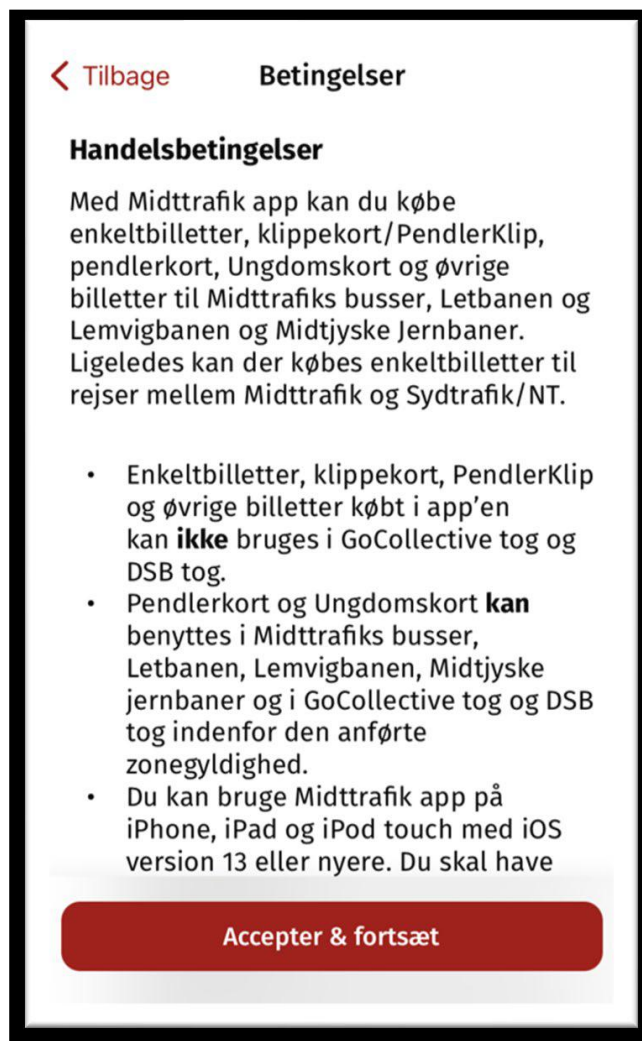 Tilbage
Betingelser
Handelsbetingelser
Med Midttrafik app kan du købe
enkeltbilletter, klippekort/PendlerKlip,
pendlerkort, Ungdomskort og øvrige
billetter til Midttrafiks busser, Letbanen og
Lemvigbanen og Midtjyske Jernbaner.
Ligeledes kan der købes enkeltbilletter til
rejser mellem Midttrafik og Sydtrafik/NT.
• Enkeltbilletter, klippekort, PendlerKlip
og øvrige billetter købt i app’en
kan ikke bruges i GoCollective tog og
DSB tog.
• Pendlerkort og Ungdomskort kan
benyttes i Midttrafiks busser,
Letbanen, Lemvigbanen, Midtjyske
jernbaner og i GoCollective tog og DSB
tog indenfor den anførte
zonegyldighed.
• Du kan bruge Midttrafik app på
iPhone, iPad og iPod touch med iOS
version 13 eller nyere. Du skal have
Accepter & fortsæt